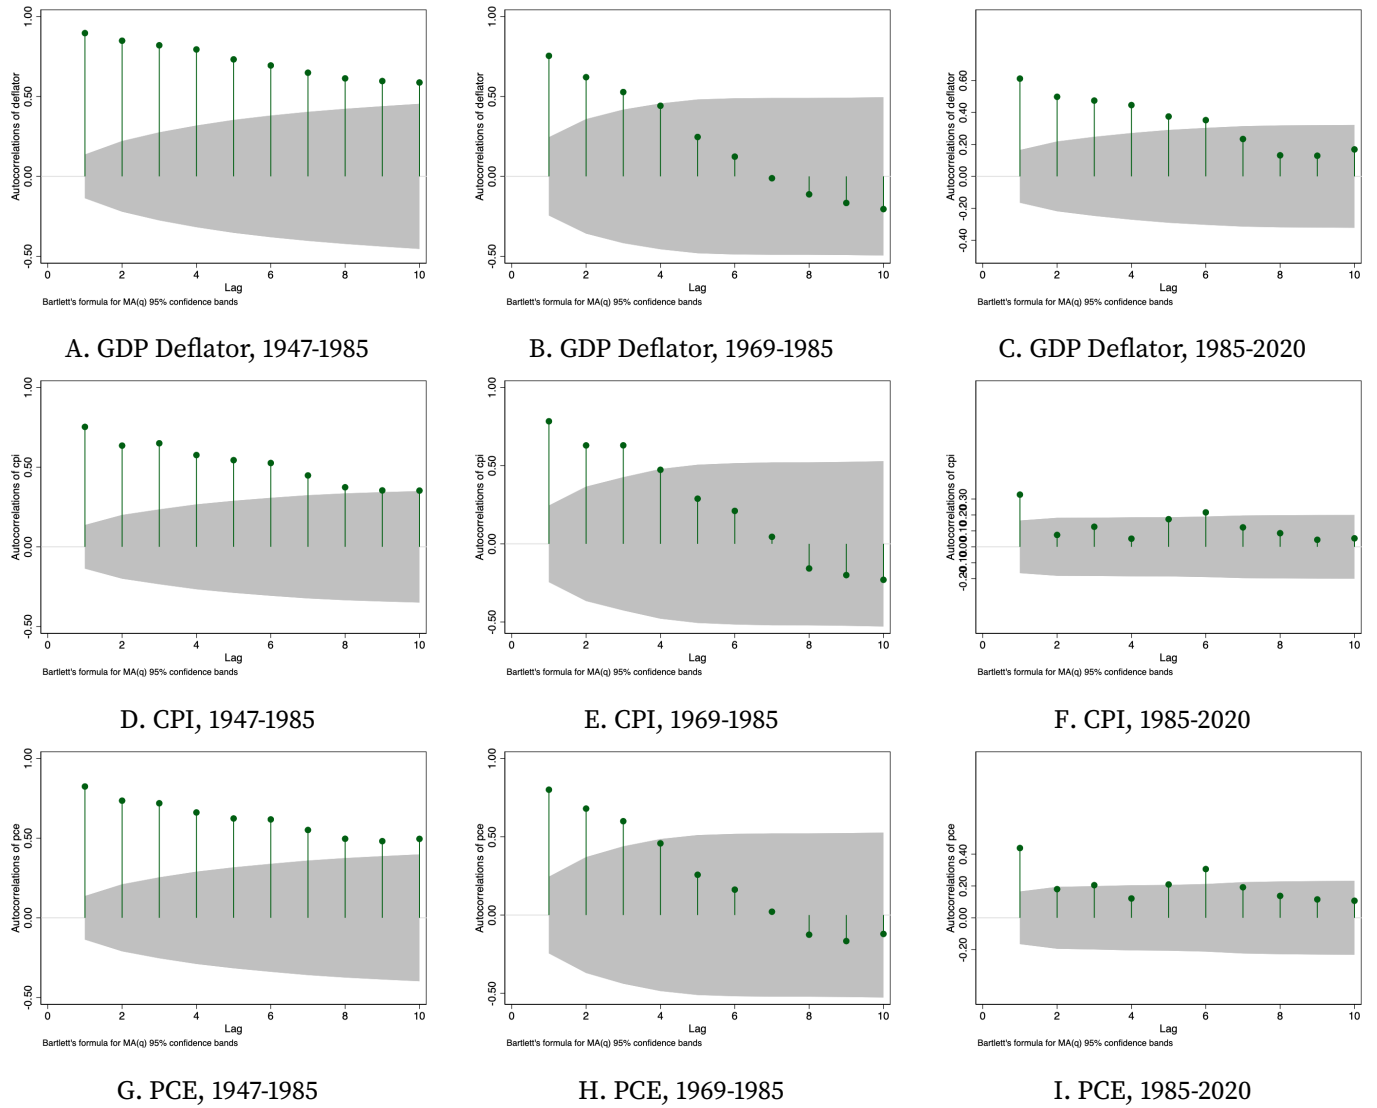 1.00
0.50
0.00
-0.50
Autocorrelations of deflator
0 2 4 6 8 10
Lag
Bartlett's formula for MA(q) 95% confidence bands
A. GDP Deflator, 1947-1985
1.00
0.50
0.00
-0.50
Autocorrelations of deflator
0 2 4 6 8 10
Lag
Bartlett's formula for MA(q) 95% confidence bands
B. GDP Deflator, 1969-1985
0.60
0.40
0.20
0.00
-0.20
-0.40
Autocorrelations of deflator
0 2 4 6 8 10
Lag
Bartlett's formula for MA(q) 95% confidence bands
C. GDP Deflator, 1985-2020
1.00
0.50
0.00
-0.50
Autocorrelations of cpi
0 2 4 6 8 10
Lag
Bartlett's formula for MA(q) 95% confidence bands
D. CPI, 1947-1985
1.00
0.50
0.00
-0.50
Autocorrelations of cpi
0 2 4 6 8 10
Lag
Bartlett's formula for MA(q) 95% confidence bands
E. CPI, 1969-1985
0.30
0.20
0.10
0.00
-0.10
-0.20
Autocorrelations of cpi
0 2 4 6 8 10
Lag
Bartlett's formula for MA(q) 95% confidence bands
F. CPI, 1985-2020
1.00
0.50
0.00
-0.50
Autocorrelations of pce
0 2 4 6 8 10
Lag
Bartlett's formula for MA(q) 95% confidence bands
G. PCE, 1947-1985
1.00
0.50
0.00
-0.50
Autocorrelations of pce
0 2 4 6 8 10
Lag
Bartlett's formula for MA(q) 95% confidence bands
H. PCE, 1969-1985
0.40
0.20
0.00
-0.20
Autocorrelations of pce
0 2 4 6 8 10
Lag
Bartlett's formula for MA(q) 95% confidence bands
I. PCE, 1985-2020